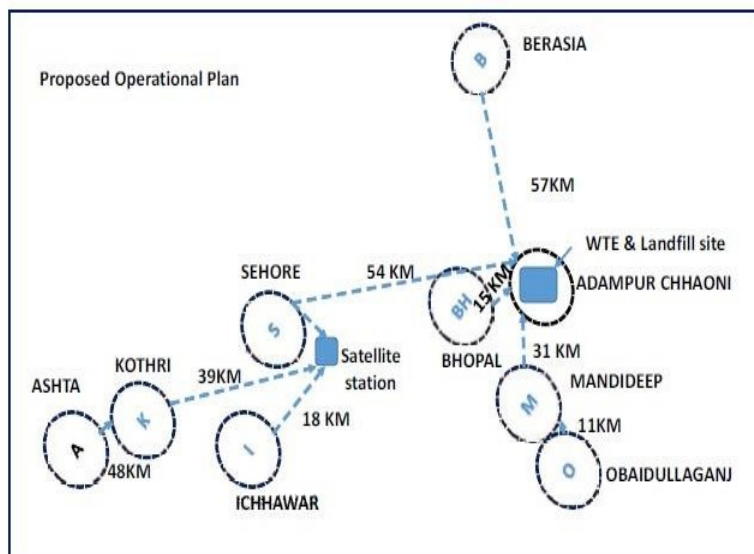 BERASIA
Proposed Operational Plan
B
57KM
WTE & Landfill site
SEHORE
54 KM
ADAMPUR CHHAONI
BH
15 KM
S
BHOPAL
31 KM
Satellite
station
KOTHRI
39KM
MANDIDEEP
ASHTA
K
18 KM
M
11KM
A
I
48KM
O
OBAIDULLAGANJ
ICHHAWAR